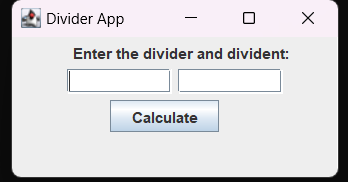 Divider App
Enter the divider and divident:
Calculate